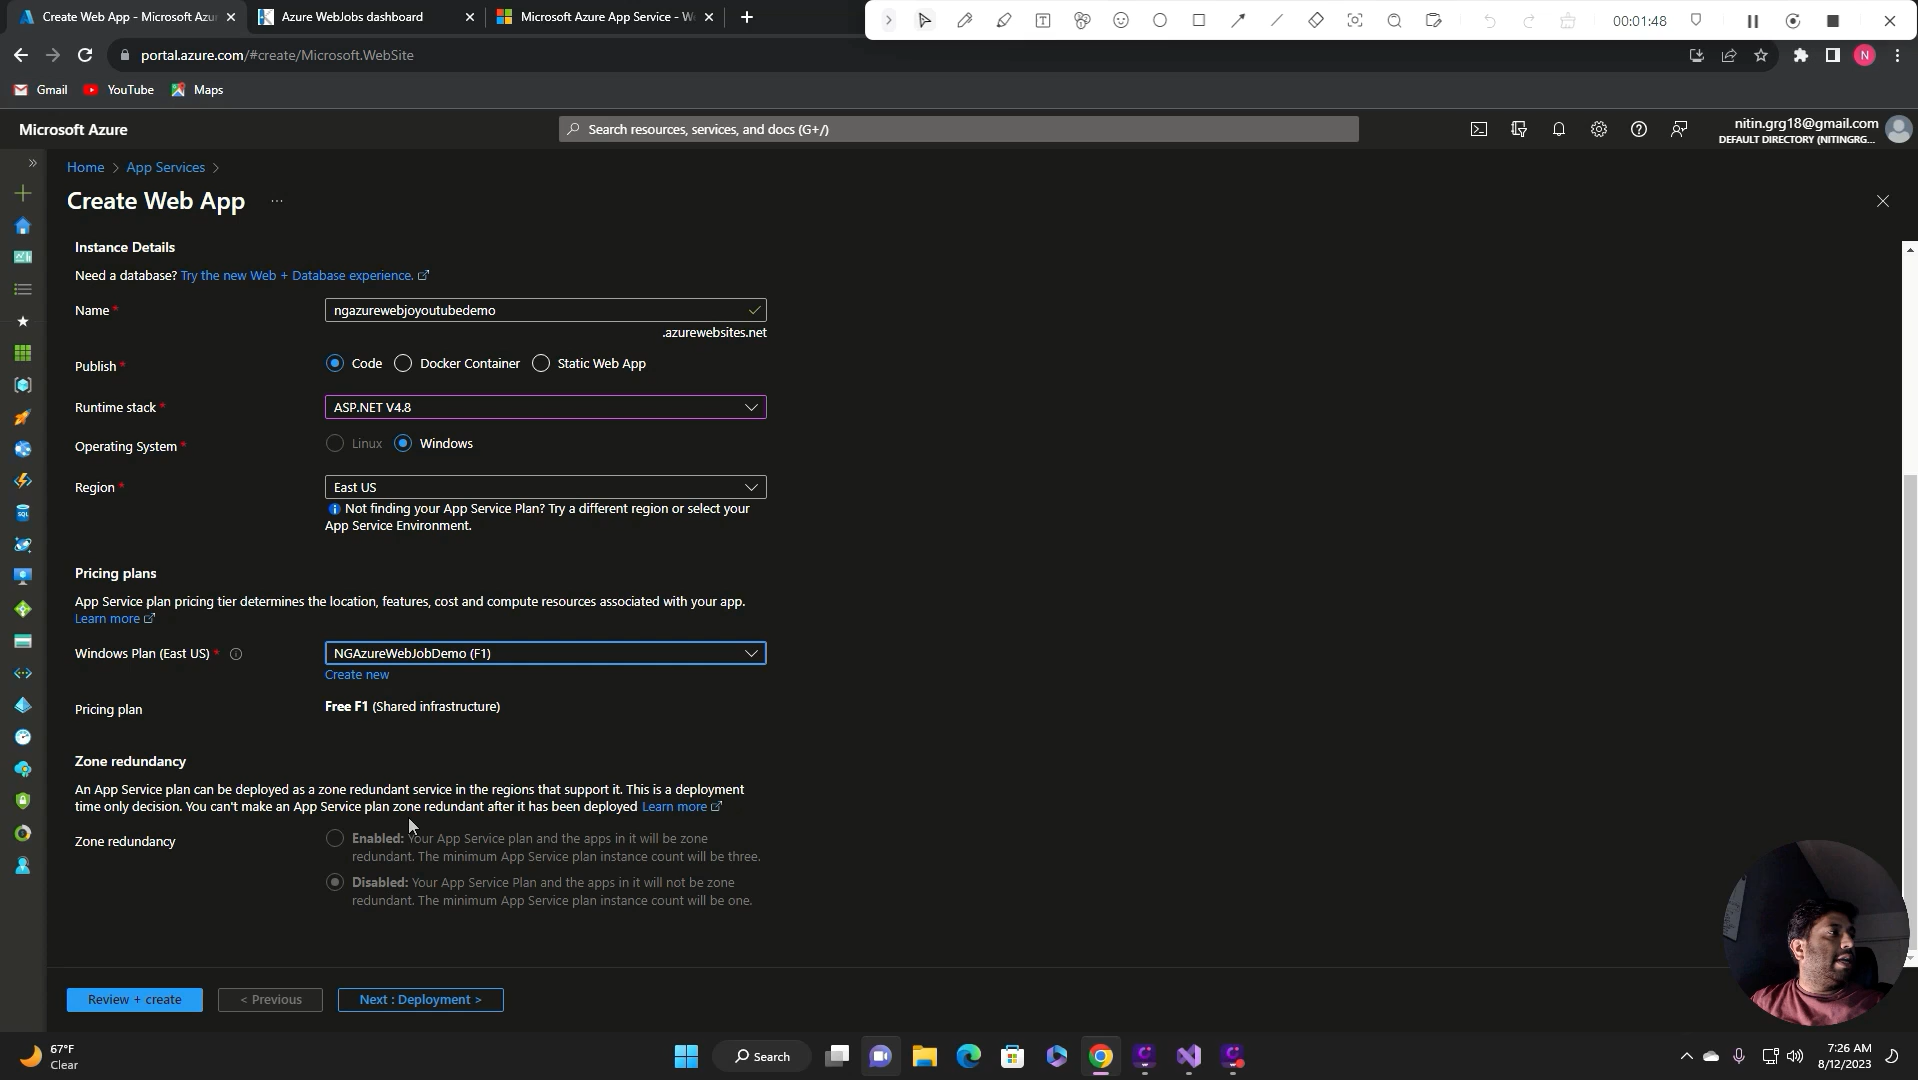 Create Web App - Microsoft Azur
Azure WebJobs dashboard
Microsoft Azure App Service - We
00:01:48
portal.azure.com/#create/Microsoft.WebSite
N
Gmail
YouTube
Maps
Microsoft Azure
Search resources, services, and docs (G+/)
nitin.grg18@gmail.com
DEFAULT DIRECTORY (NITINGRG...
Home > App Services >
Create Web App ...
Instance Details
Need a database? Try the new Web + Database experience.
Name *
ngazurewebjoyoutubedemo
.azurewebsites.net
Publish *
Code
Docker Container
Static Web App
Runtime stack *
ASP.NET V4.8
Operating System *
Linux
Windows
Region *
East US
Not finding your App Service Plan? Try a different region or select your
App Service Environment.
Pricing plans
App Service plan pricing tier determines the location, features, cost and compute resources associated with your app.
Learn more
Windows Plan (East US) *
NGAzureWebJobDemo (F1)
Create new
Pricing plan
Free F1 (Shared infrastructure)
Zone redundancy
An App Service plan can be deployed as a zone redundant service in the regions that support it. This is a deployment
time only decision. You can't make an App Service plan zone redundant after it has been deployed Learn more
Zone redundancy
Enabled: Your App Service plan and the apps in it will be zone
redundant. The minimum App Service plan instance count will be three.
Disabled: Your App Service Plan and the apps in it will not be zone
redundant. The minimum App Service plan instance count will be one.
Review + create
< Previous
Next : Deployment >
67°F
Clear
Search
7:26 AM
8/12/2023